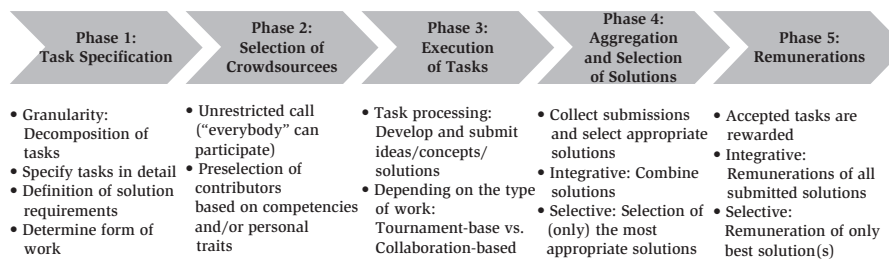 Phase 1:
Task Specification
Phase 2:
Selection of
Crowdsourcees
Phase 3:
Execution
of Tasks
Phase 4:
Aggregation
and Selection
of Solutions
Phase 5:
Remunerations
• Granularity:
Decomposition of
tasks
• Specify tasks in detail
• Definition of solution
requirements
• Determine form of
work
• Unrestricted call
(“everybody” can
participate)
• Preselection of
contributors
based on competencies
and/or personal
traits
• Task processing:
Develop and submit
ideas/concepts/
solutions
• Depending on the type
of work:
Tournament-base vs.
Collaboration-based
• Collect submissions
and select appropriate
solutions
• Integrative: Combine
solutions
• Selective: Selection of
(only) the most
appropriate solutions
• Accepted tasks are
rewarded
• Integrative:
Remunerations of all
submitted solutions
• Selective:
Remuneration of only
best solution(s)